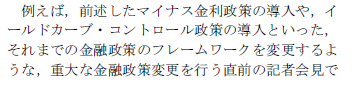 例えば，前述したマイナス金利政策の導入や，イ
ールドカーブ・コントロール政策の導入といった，
それまでの金融政策のフレームワークを変更するよ
うな，重大な金融政策変更を行う直前の記者会見で